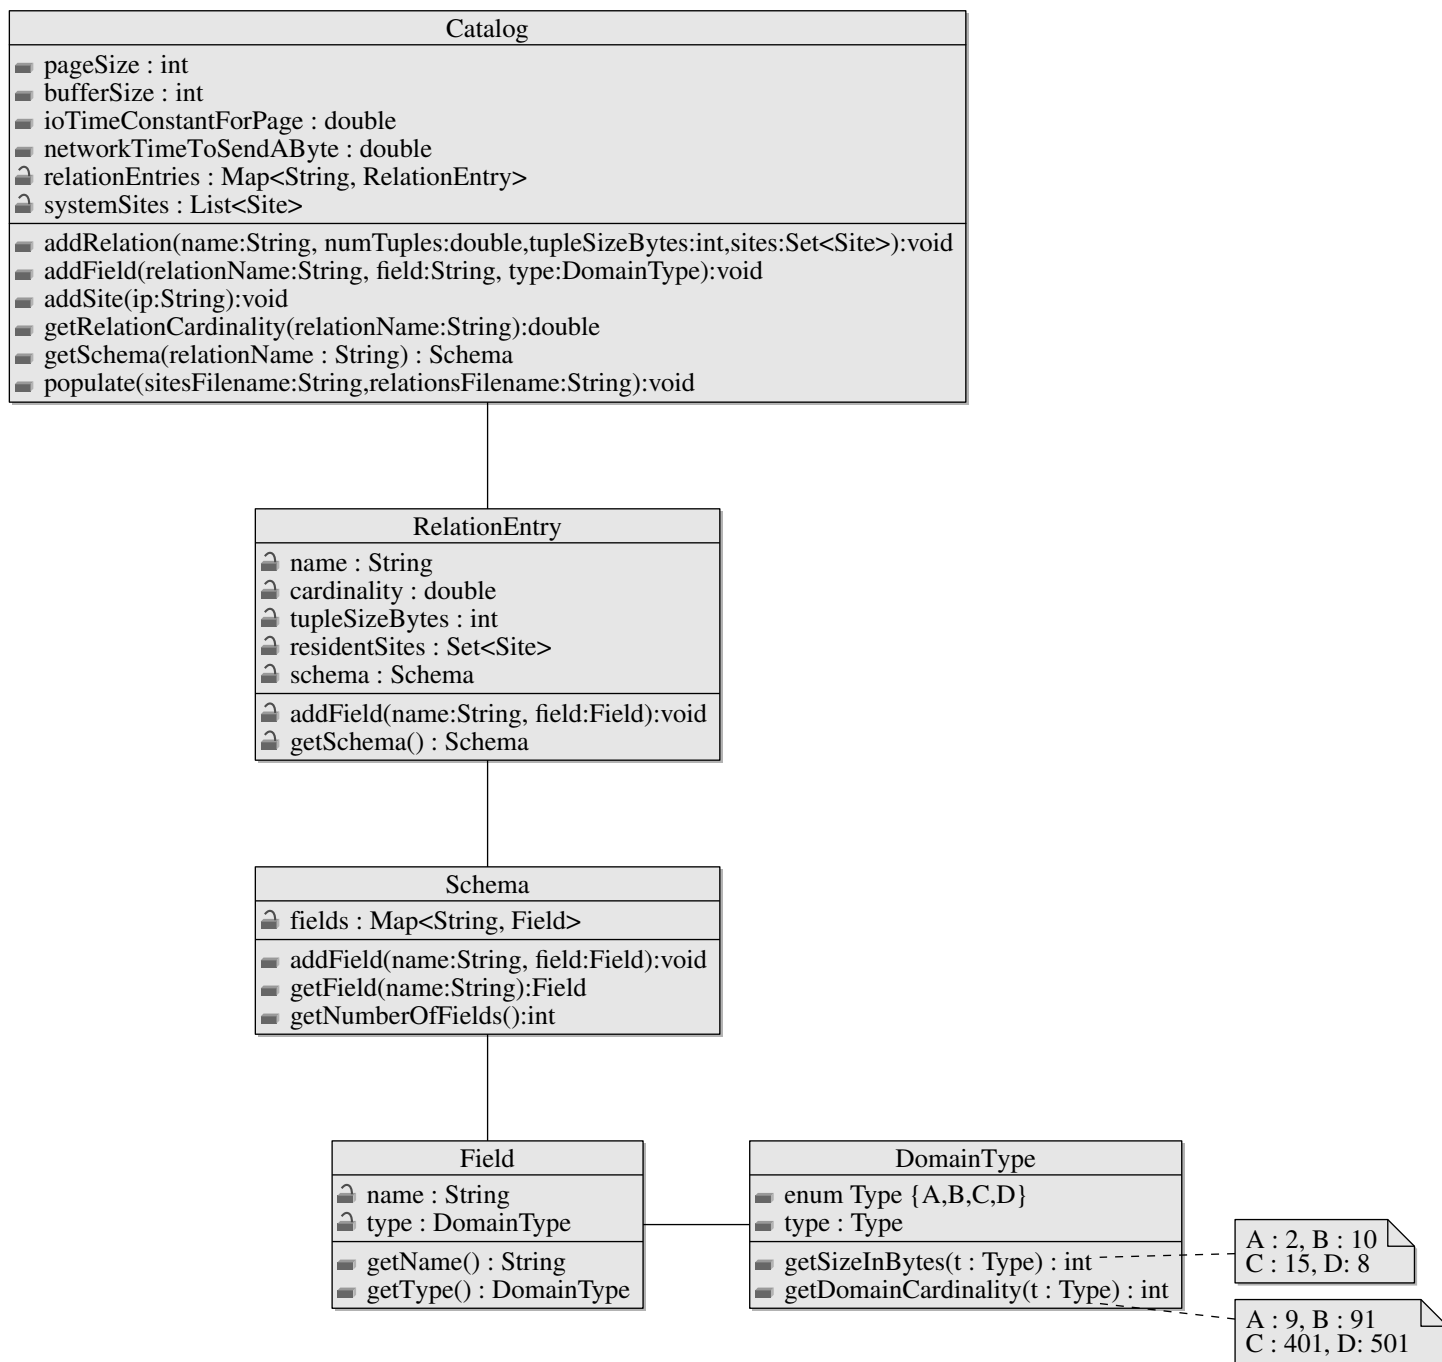 Catalog
pageSize : int
bufferSize : int
ioTimeConstantForPage : double
networkTimeToSendAByte : double
relationEntries : Map<String, RelationEntry>
systemSites : List<Site>
addRelation(name:String, numTuples:double,tupleSizeBytes:int,sites:Set<Site>):void
addField(relationName:String, field:String, type:DomainType):void
addSite(ip:String):void
getRelationCardinality(relationName:String):double
getSchema(relationName : String) : Schema
populate(sitesFilename:String,relationsFilename:String):void
RelationEntry
name : String
cardinality : double
tupleSizeBytes : int
residentSites : Set<Site>
schema : Schema
addField(name:String, field:Field):void
getSchema() : Schema
Schema
fields : Map<String, Field>
addField(name:String, field:Field):void
getField(name:String):Field
getNumberOfFields():int
Field
name : String
type : DomainType
getName() : String
getType() : DomainType
DomainType
enum Type {A,B,C,D}
type : Type
getSizeInBytes(t : Type) : int
getDomainCardinality(t : Type) : int
A : 2, B : 10
C : 15, D: 8
A : 9, B : 91
C : 401, D: 501